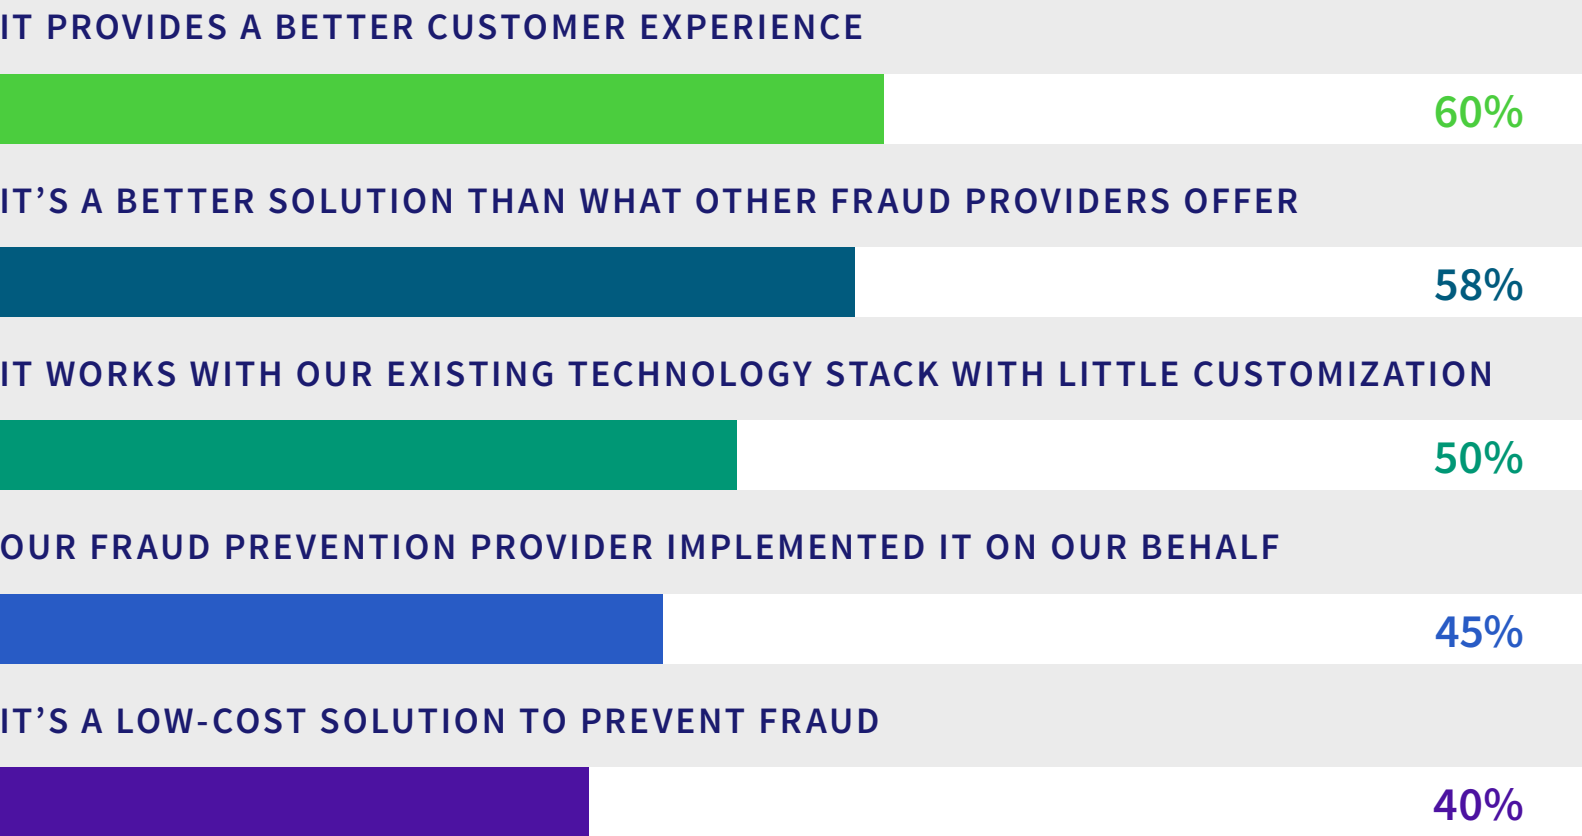 IT PROVIDES A BETTER CUSTOMER EXPERIENCE
60%
IT’S A BETTER SOLUTION THAN WHAT OTHER FRAUD PROVIDERS OFFER
58%
IT WORKS WITH OUR EXISTING TECHNOLOGY STACK WITH LITTLE CUSTOMIZATION
50%
OUR FRAUD PREVENTION PROVIDER IMPLEMENTED IT ON OUR BEHALF
45%
IT’S A LOW-COST SOLUTION TO PREVENT FRAUD
40%